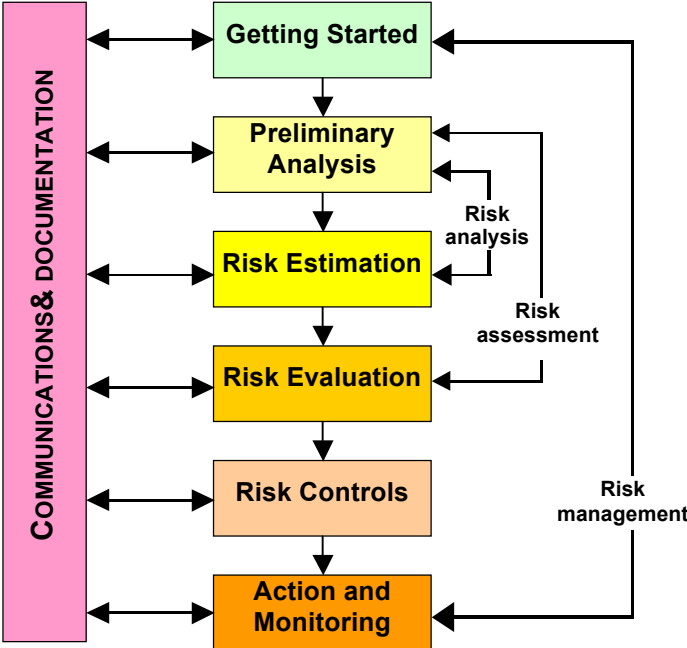 COMMUNICATIONS& DOCUMENTATION
Getting Started
Preliminary
Analysis
Risk
analysis
Risk Estimation
Risk
assessment
Risk Evaluation
Risk Controls
Risk
management
Action and
Monitoring